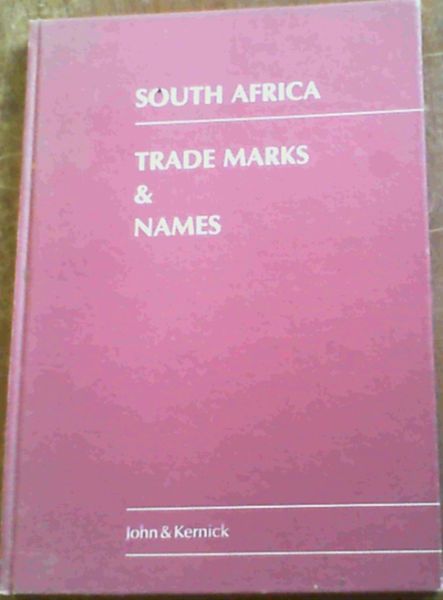 SOUTH AFRICA
TRADE MARKS
&
NAMES
John & Kernick